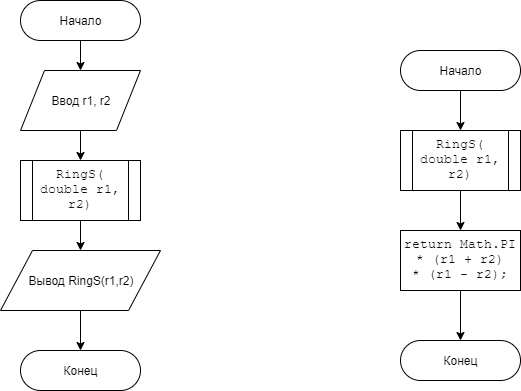 Начало
Ввод r1, r2
RingS(
double r1,
r2)
Вывод RingS(r1,r2)
Конец
Начало
RingS(
double r1,
r2)
return Math.PI
* (r1 + r2)
* (r1 - r2);
Конец